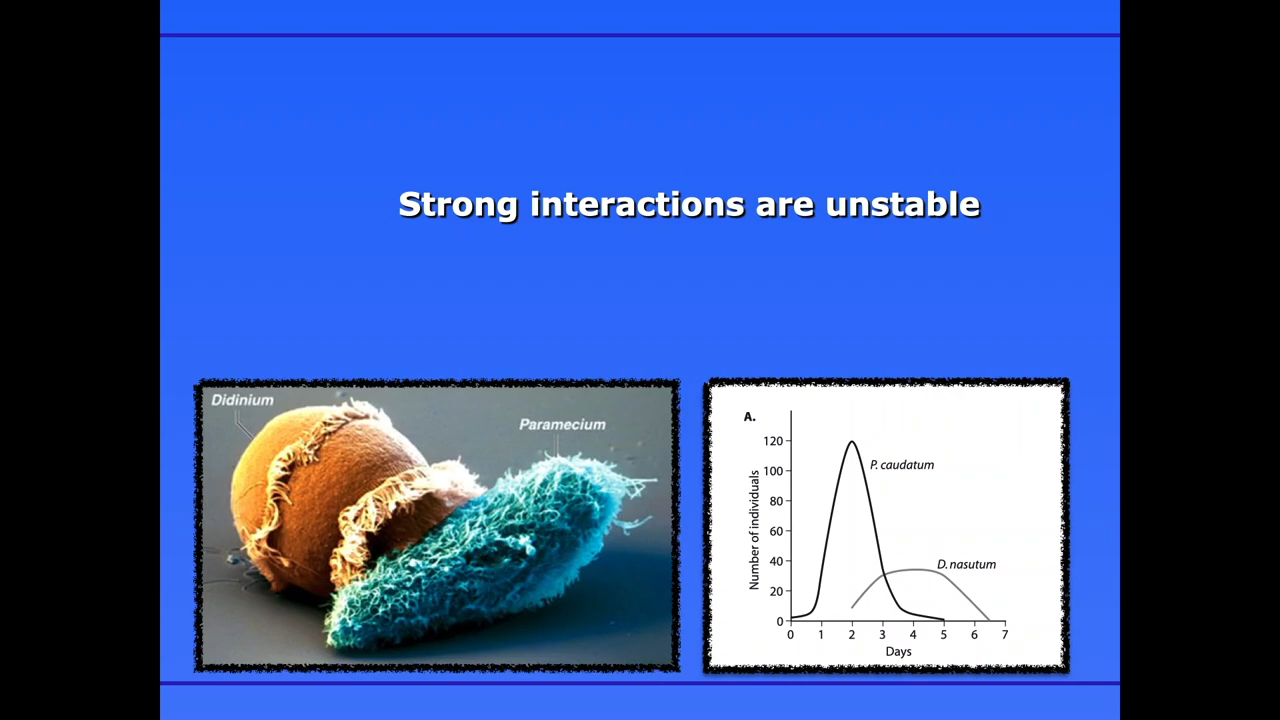 Strong interactions are unstable
Didinium
Paramecium
A.
Number of individuals
120
100
80
60
40
20
0
P. caudatum
D. nasutum
0 1 2 3 4 5 6 7
Days